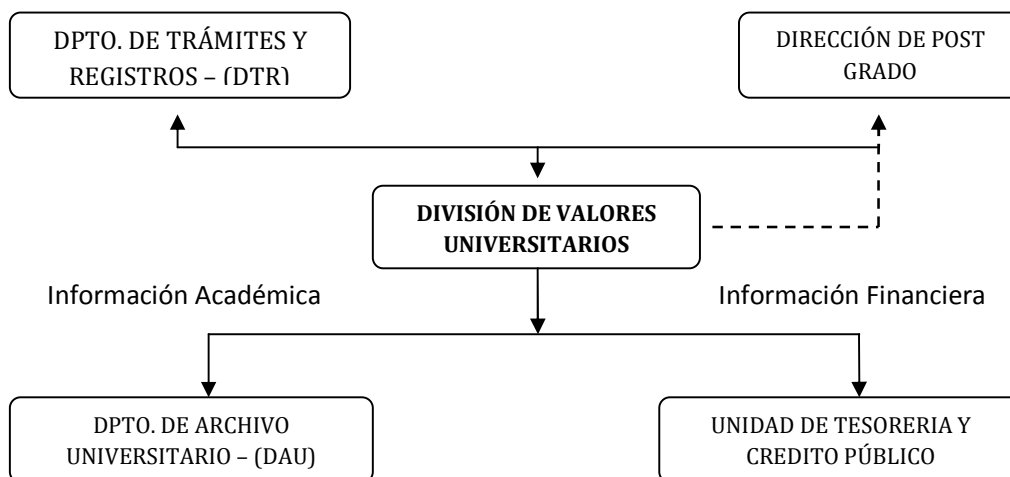 DPTO. DE TRÁMITES Y
REGISTROS – (DTR)
DIRECCIÓN DE POST
GRADO
DIVISIÓN DE VALORES
UNIVERSITARIOS
Información Académica
Información Financiera
DPTO. DE ARCHIVO
UNIVERSITARIO – (DAU)
UNIDAD DE TESORERIA Y
CREDITO PÚBLICO